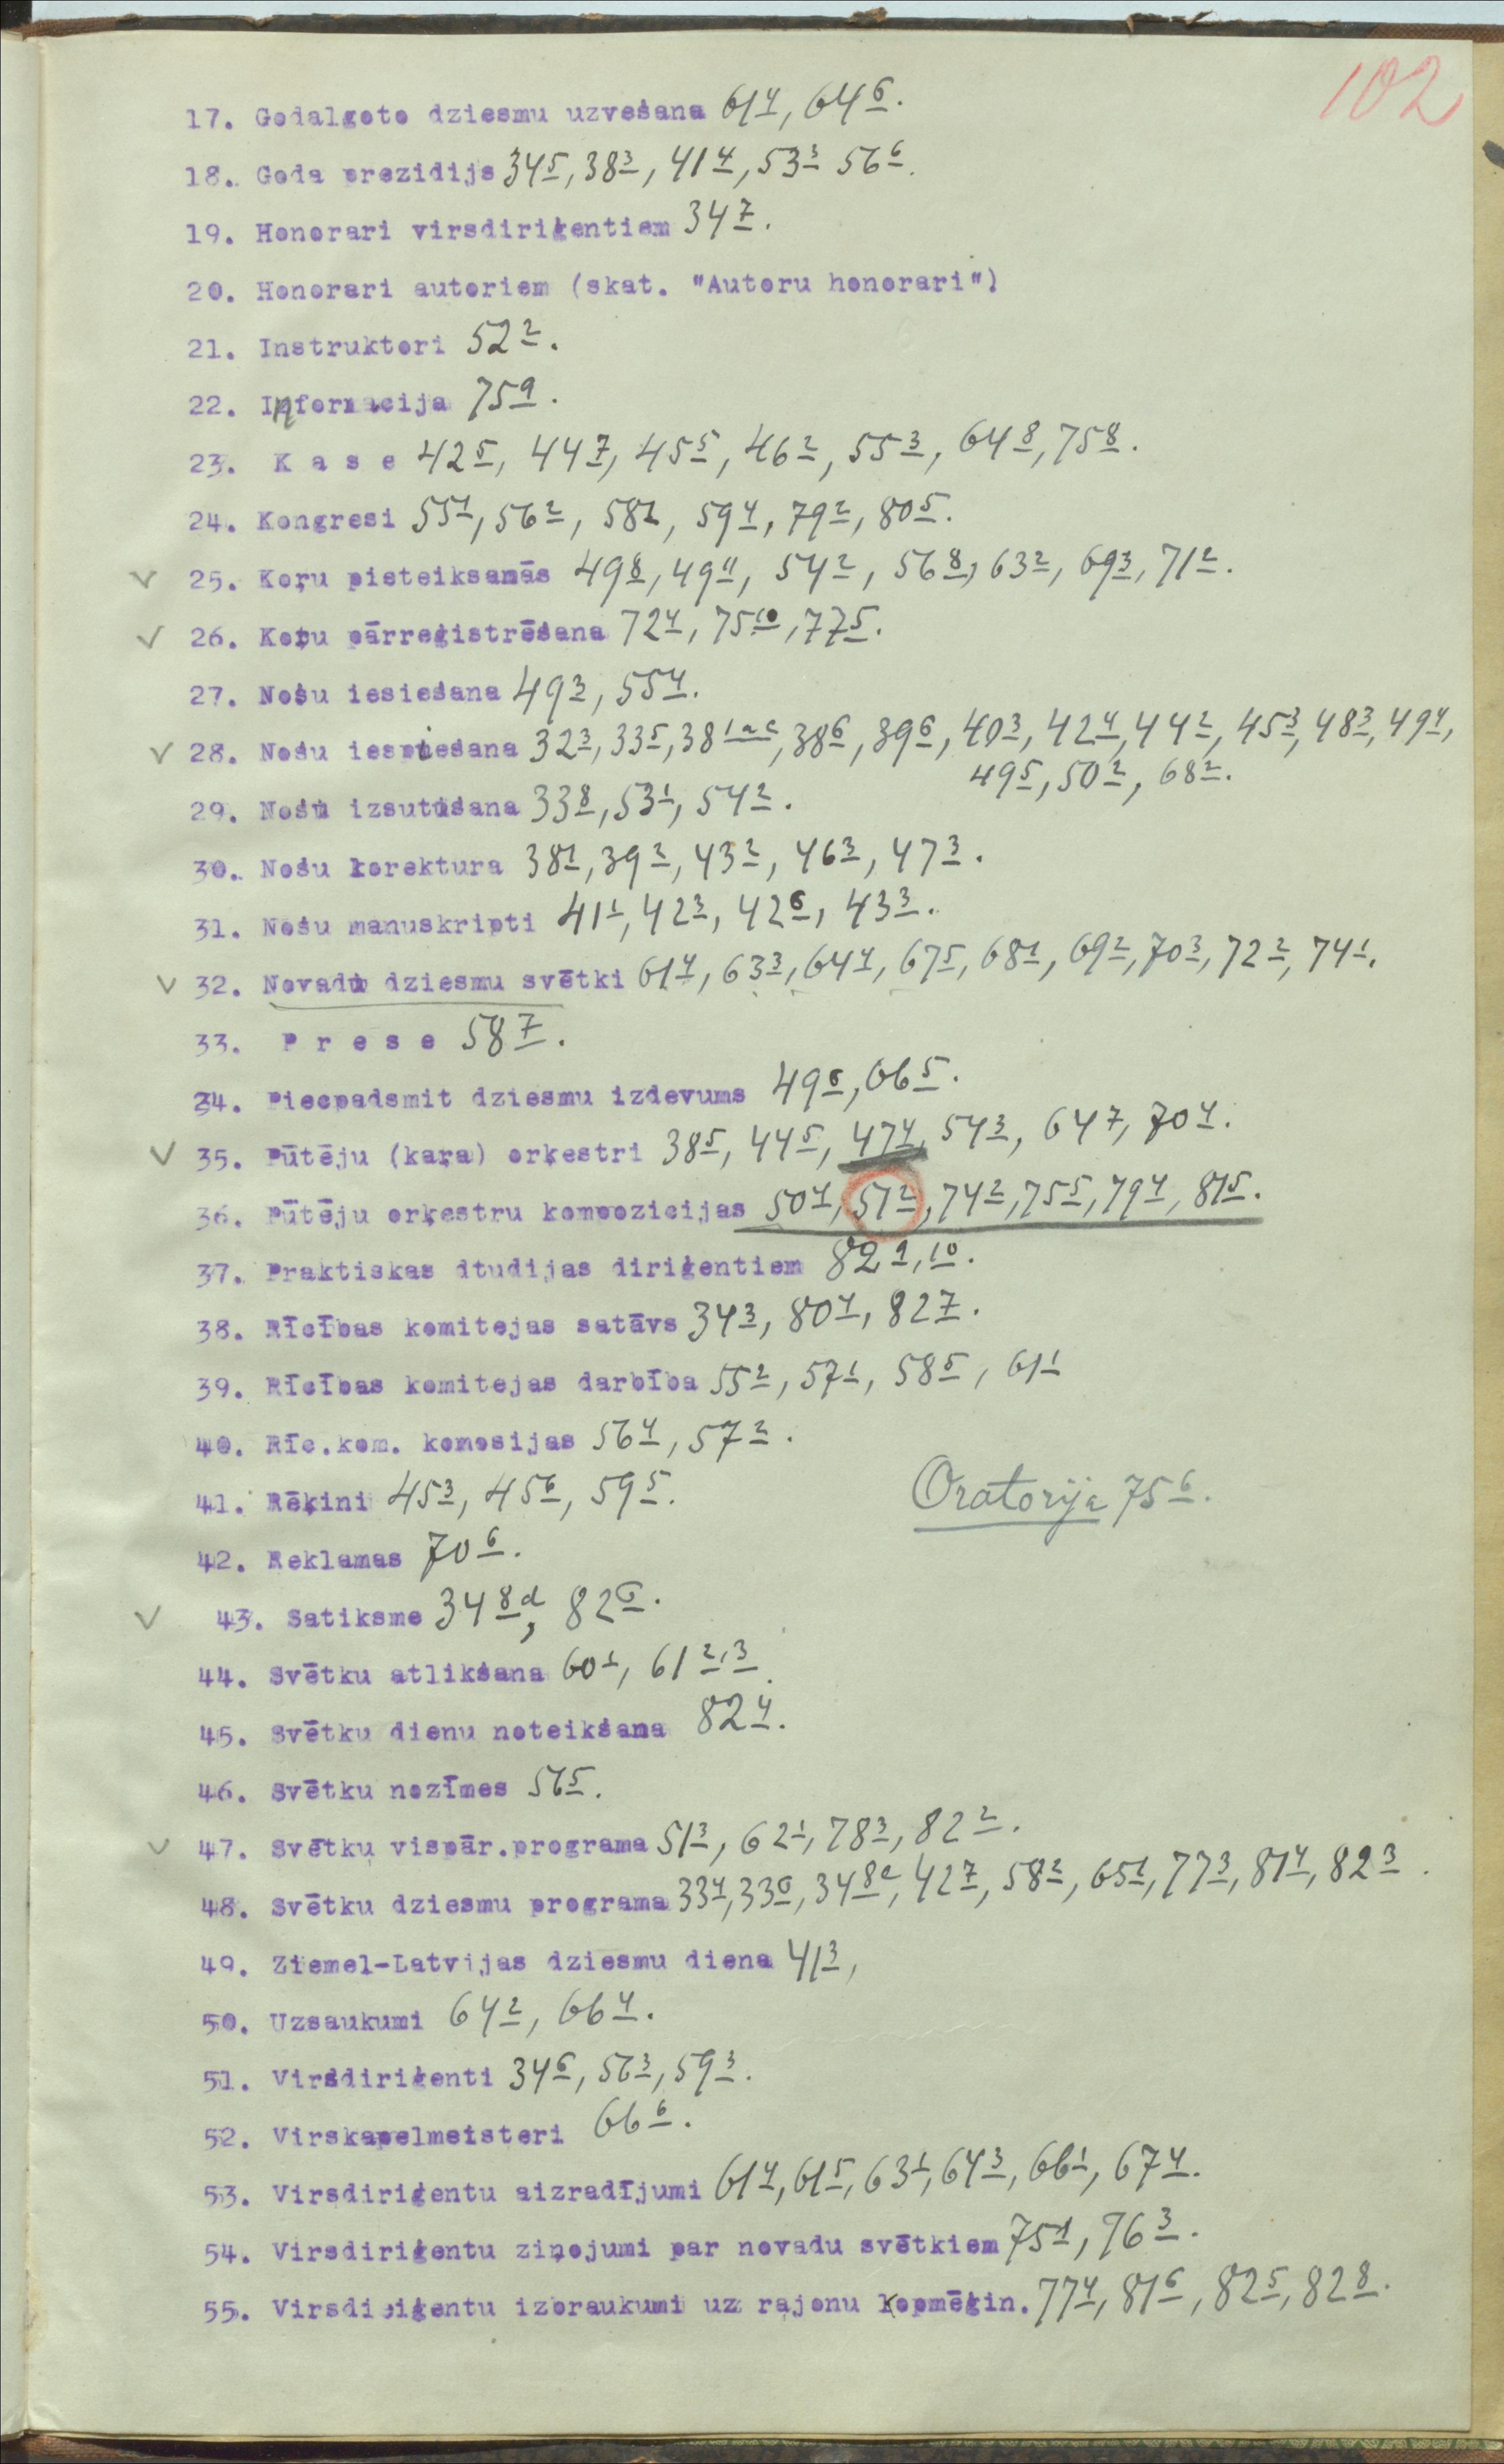 102
17. Godalgoto dziesmu uzvešana 61⁴, 64⁶.
18. Goda prezidijs 34⁵, 38³, 41⁴, 53³ 56⁶.
19. Honorari virsdiriģentiem 34⁷.
20. Honorari autoriem (skat. "Autoru honorari")
21. Instruktori 52².
22. Informacija 75⁹.
23. K a s e 42⁵, 44⁷, 45⁵, 46², 55³, 64⁸, 75⁸.
24. Kongresi 55¹, 56², 58¹, 59⁴, 79², 80⁵.
25. Koŗu pieteiksamās 49⁸, 49¹¹, 54², 56⁸, 63², 69³, 71².
26. Koŗu pārreģistrēšana 72⁴, 75¹⁰, 77⁵.
27. Nošu iesiešana 49³, 55⁴.
28. Nošu iespiešana 32³, 33⁵, 38¹ᵃᶜ, 38⁶, 39⁶, 40³, 42⁴, 44², 45³, 48³, 49⁴,
49⁵, 50², 68².
29. Nošu izsutišana 33⁸, 53¹, 54².
30. Nošu korektura 38¹, 39², 43², 46³, 47³.
31. Nošu manuskripti 41¹, 42³, 42⁶, 43³.
32. Novadu dziesmu svētki 61⁴, 63³, 64⁴, 67⁵, 68¹, 69², 70³, 72², 74¹.
33. P r e s e 58⁷.
34. Piecpadsmit dziesmu izdevums 49⁶, 66⁵.
35. Pūtēju (kaŗa) orķestri 38⁵, 44⁵, 47⁴, 54³, 64⁷, 70⁴.
36. Pūtēju orķestru kompozicijas 50⁴, 51², 74², 75⁵, 79⁴, 81⁵.
37. Praktiskas dtudijas diriģentiem 82⁹,¹⁰.
38. Rīcības komitejas satāvs 34³, 80⁴, 82⁷.
39. Rīcības komitejas darbība 55², 57¹, 58⁵, 61¹
40. Rīc.kom. komosijas 56⁴, 57².
41. Rēķini 45³, 45⁶, 59⁵.
Oratorija 75⁶.
42. Reklamas 70⁶.
43. Satiksme 34⁸ᵈ, 82⁶.
44. Svētku atlikšana 60¹, 61²,³.
45. Svētku dienu noteikšana 82⁴.
46. Svētku nozīmes 56⁵.
47. Svētku vispār.programa 51³, 62¹, 78³, 82².
48. Svētku dziesmu programa 33⁴, 33⁶, 34⁸ᶜ, 42⁷, 58², 65¹, 77³, 81⁴, 82³.
49. Ziemel-Latvijas dziesmu diena 41³,
50. Uzsaukumi 64², 66⁴.
51. Virsdiriģenti 34⁶, 56³, 59³.
52. Virskapelmeisteri 66⁶.
53. Virsdiriģentu aizradījumi 61⁴, 61⁵, 63¹, 64³, 66¹, 67⁴.
54. Virsdiriģentu ziņojumi par novadu svētkiem 75¹, 76³.
55. Virsdiriģentu izbraukumi uz rajonu kopmēģin. 77⁴, 81⁶, 82⁵, 82⁸.